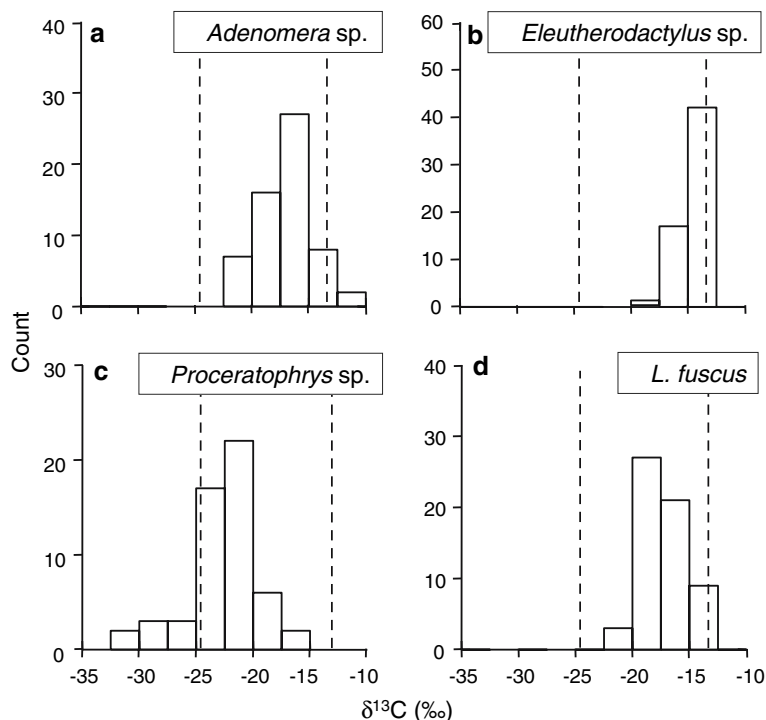 a
Adenomera sp.
40
30
20
10
0
b
Eleutherodactylus sp.
60
50
40
30
20
10
0
Count
c
Proceratophrys sp.
30
20
10
0
-35 -30 -25 -20 -15 -10
d
L. fuscus
40
30
20
10
0
-35 -30 -25 -20 -15 -10
δ13C (‰)